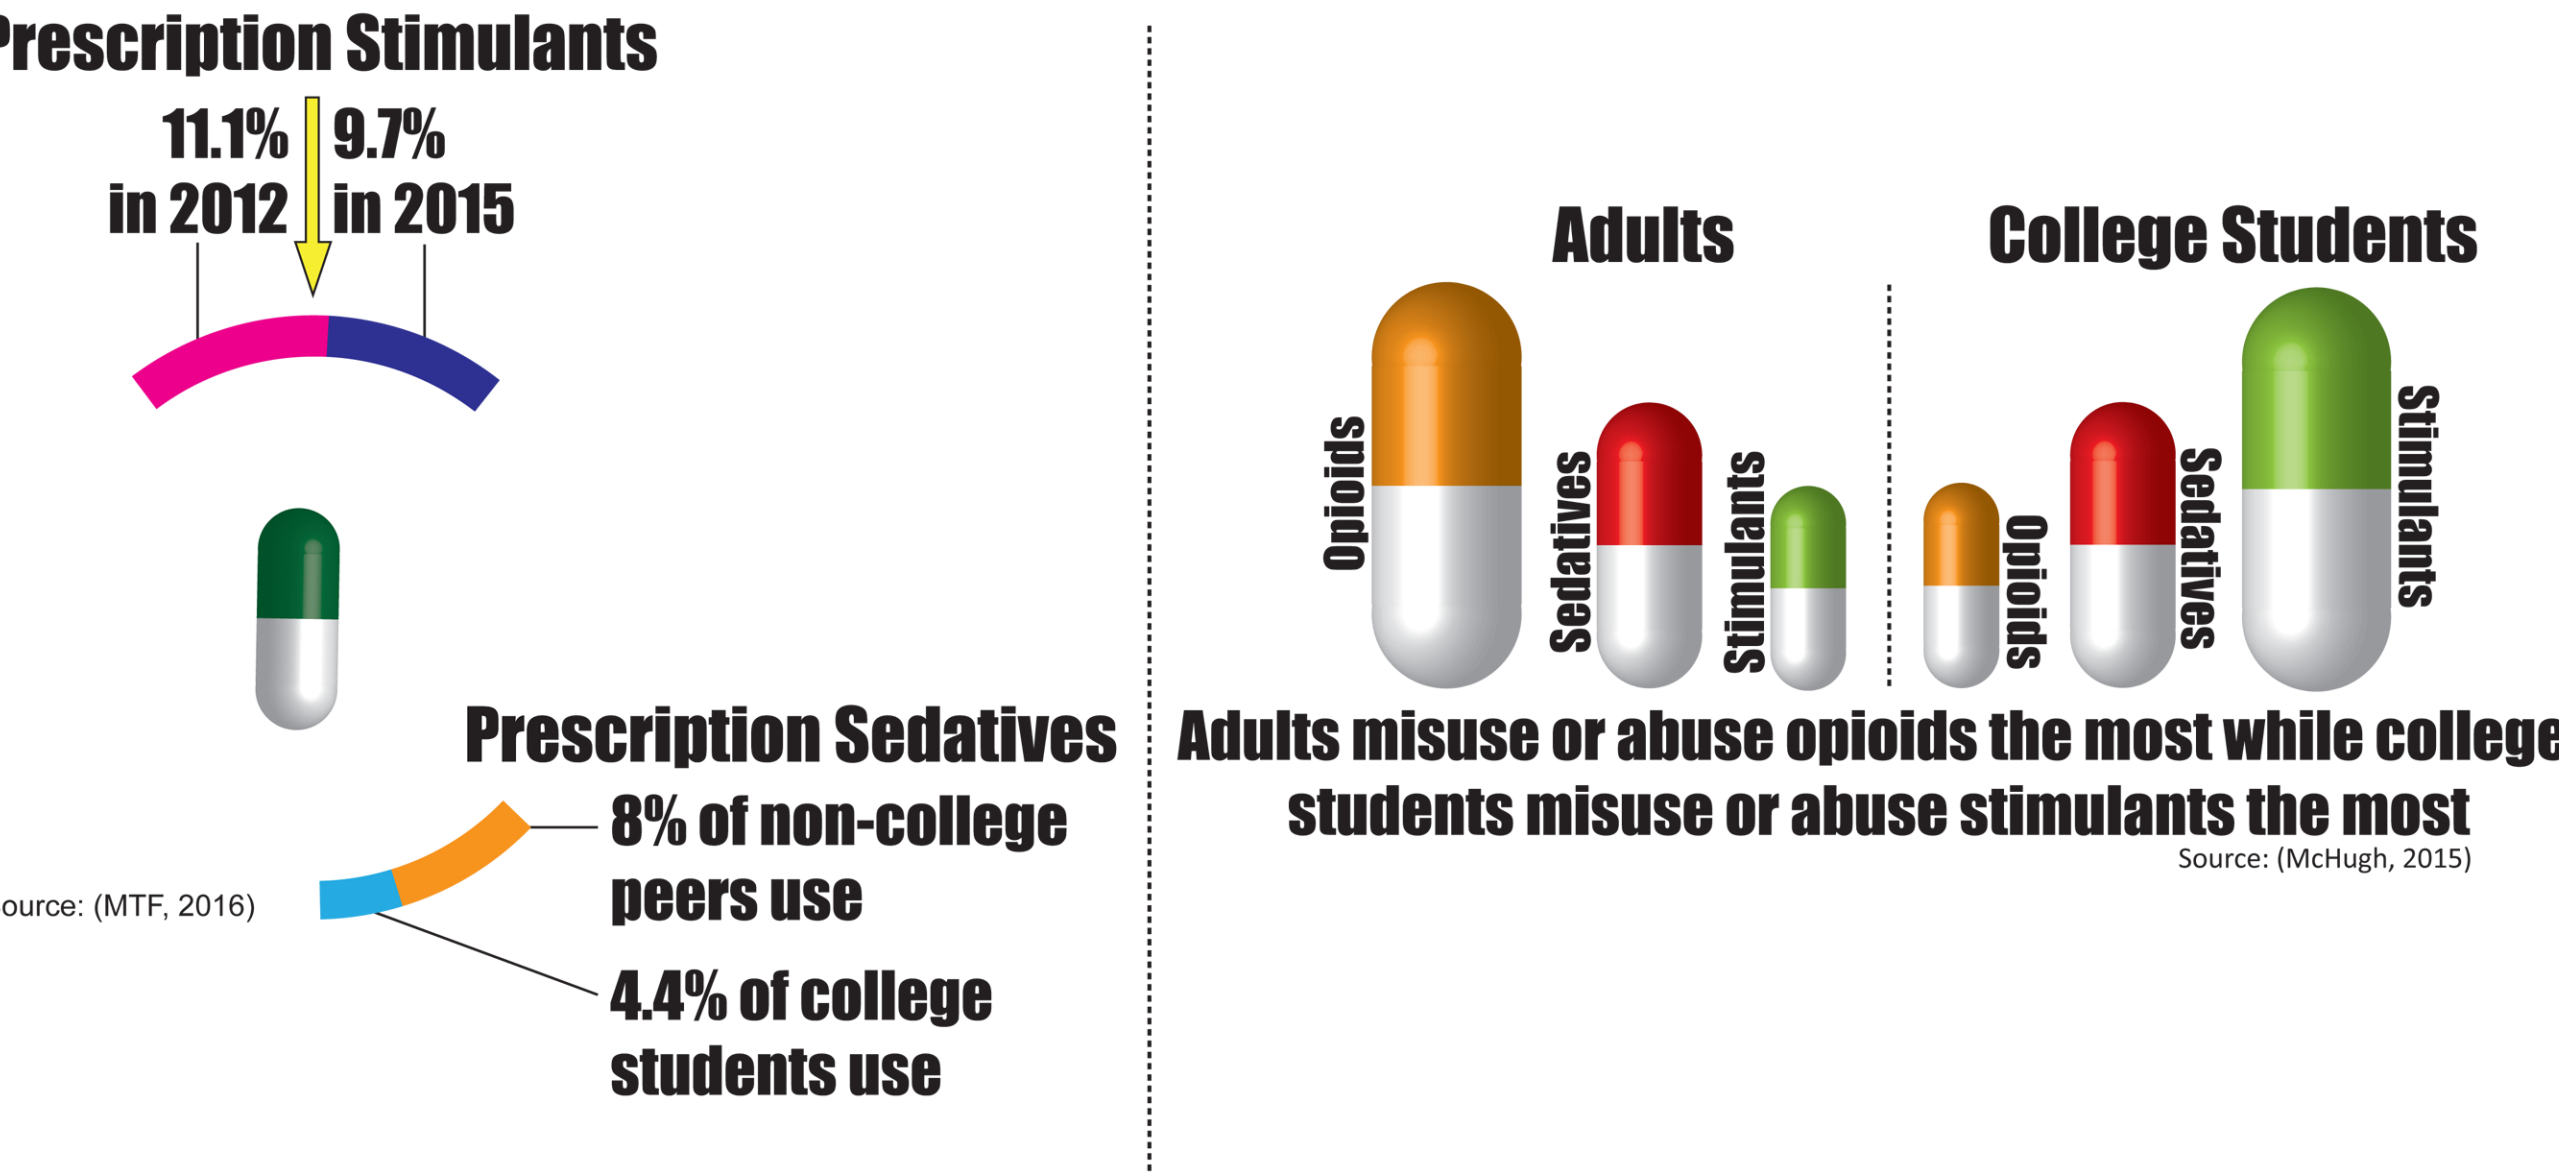 Prescription Stimulants
11.1%
in 2012
9.7%
in 2015
Prescription Sedatives
8% of non-college
peers use
4.4% of college
students use
Source: (MTF, 2016)
Adults
Opioids
Sedatives
Stimulants
College Students
Opioids
Sedatives
Stimulants
Adults misuse or abuse opioids the most while college
students misuse or abuse stimulants the most
Source: (McHugh, 2015)